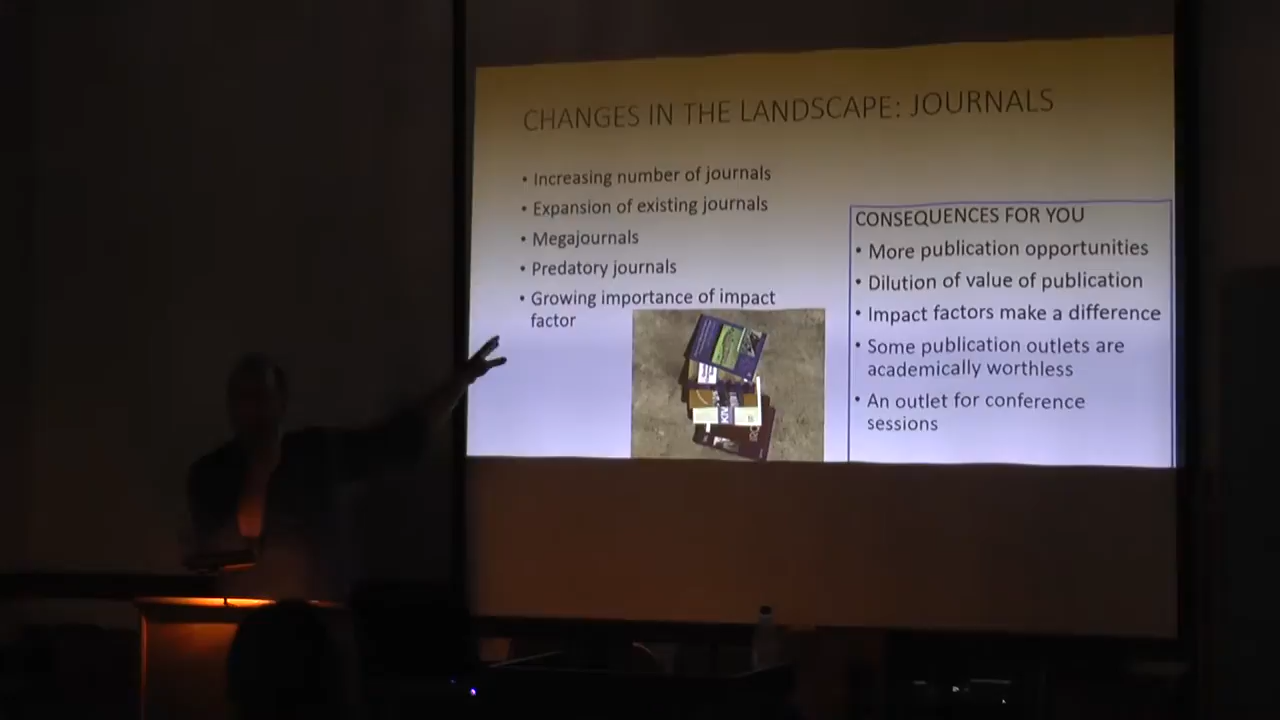 CHANGES IN THE LANDSCAPE: JOURNALS
• Increasing number of journals
• Expansion of existing journals
• Megajournals
• Predatory journals
• Growing importance of impact
factor
CONSEQUENCES FOR YOU
• More publication opportunities
• Dilution of value of publication
• Impact factors make a difference
• Some publication outlets are
academically worthless
• An outlet for conference
sessions